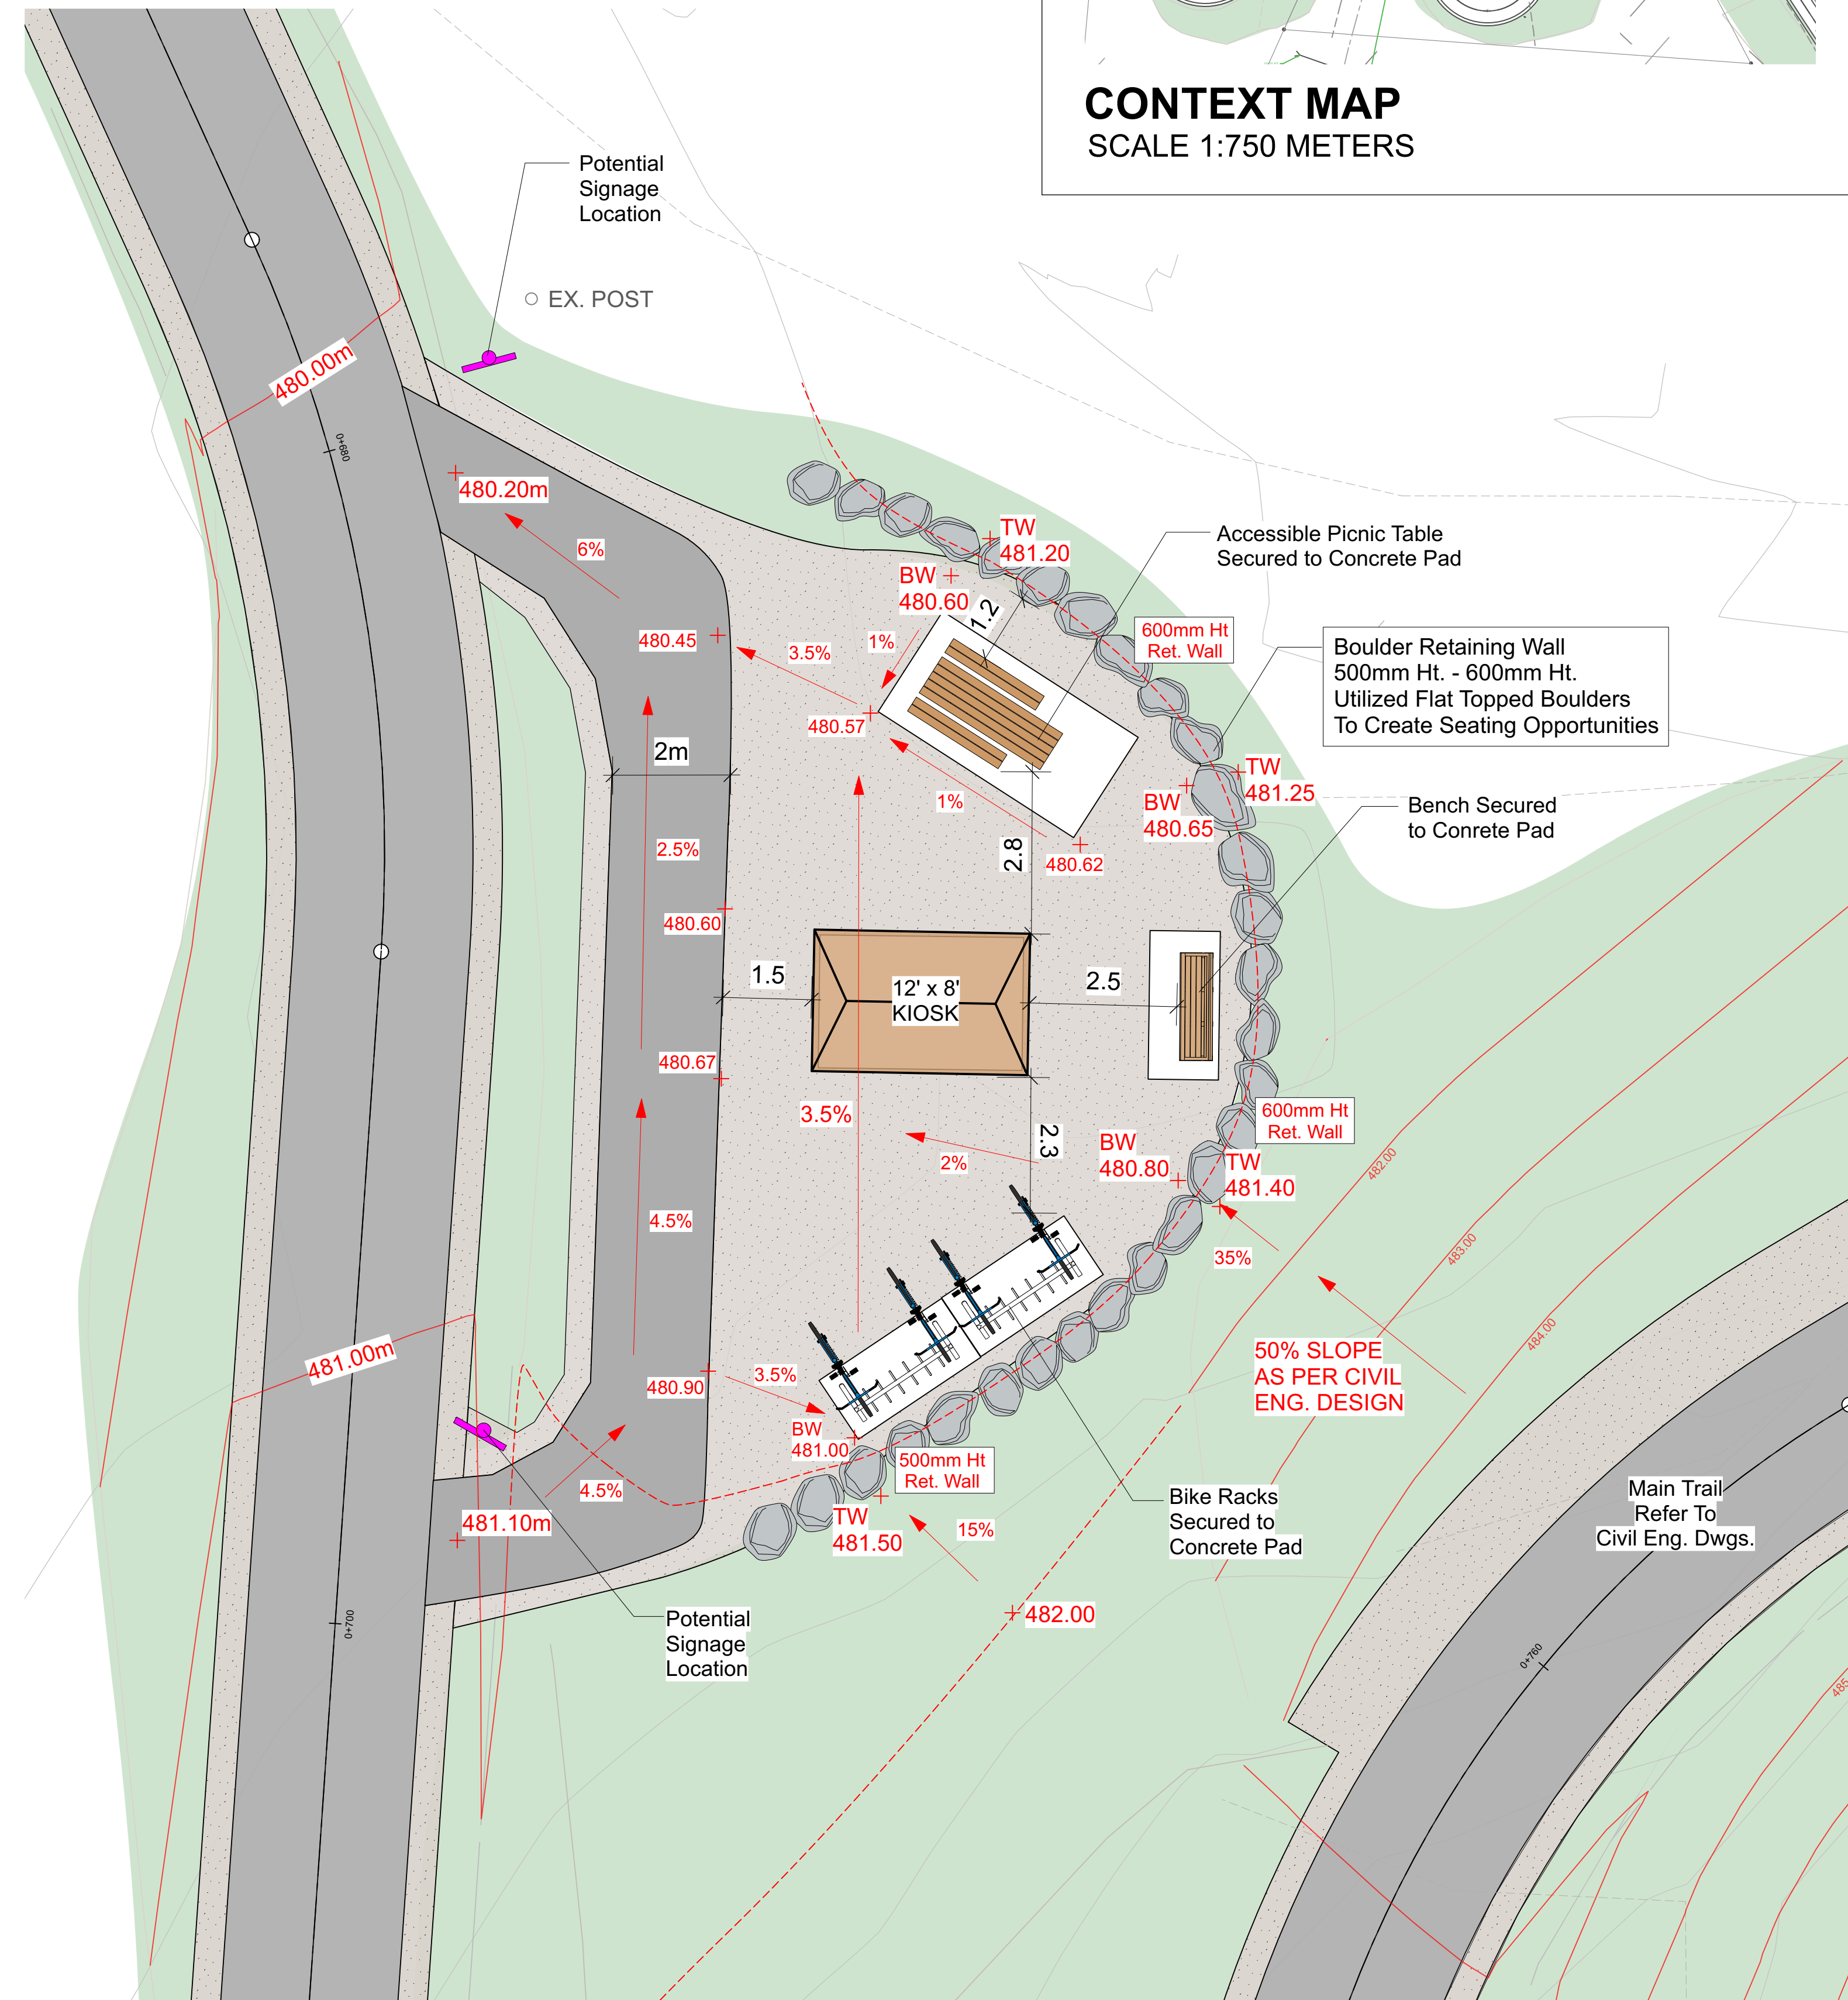 CONTEXT MAP
SCALE 1:750 METERS
Potential
Signage
Location
EX. POST
480.00m
0+680
480.20m
6%
TW
481.20
BW
480.60
1.2
Accessible Picnic Table
Secured to Concrete Pad
600mm Ht
Ret. Wall
Boulder Retaining Wall
500mm Ht. - 600mm Ht.
Utilized Flat Topped Boulders
To Create Seating Opportunities
480.45
3.5%
1%
480.57
2m
1%
TW
481.25
BW
480.65
Bench Secured
to Conrete Pad
2.5%
2.8
480.62
480.60
1.5
12' x 8'
KIOSK
2.5
480.67
3.5%
2%
2.3
BW
480.80
600mm Ht
Ret. Wall
TW
481.40
482.00
483.00
484.00
4.5%
35%
481.00m
480.90
3.5%
50% SLOPE
AS PER CIVIL
ENG. DESIGN
BW
481.00
500mm Ht
Ret. Wall
4.5%
481.10m
TW
481.50
15%
Bike Racks
Secured to
Concrete Pad
Main Trail
Refer To
Civil Eng. Dwgs.
0+700
Potential
Signage
Location
482.00
0+760
485